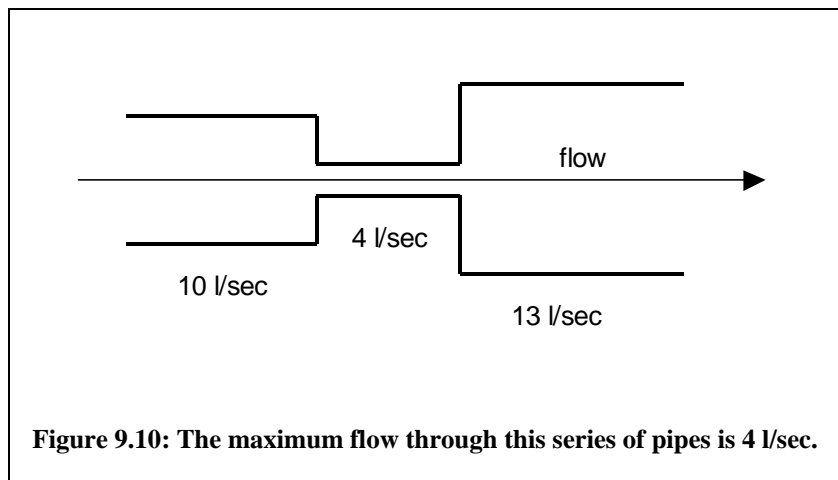 flow
4 l/sec
10 l/sec
13 l/sec
Figure 9.10: The maximum flow through this series of pipes is 4 l/sec.